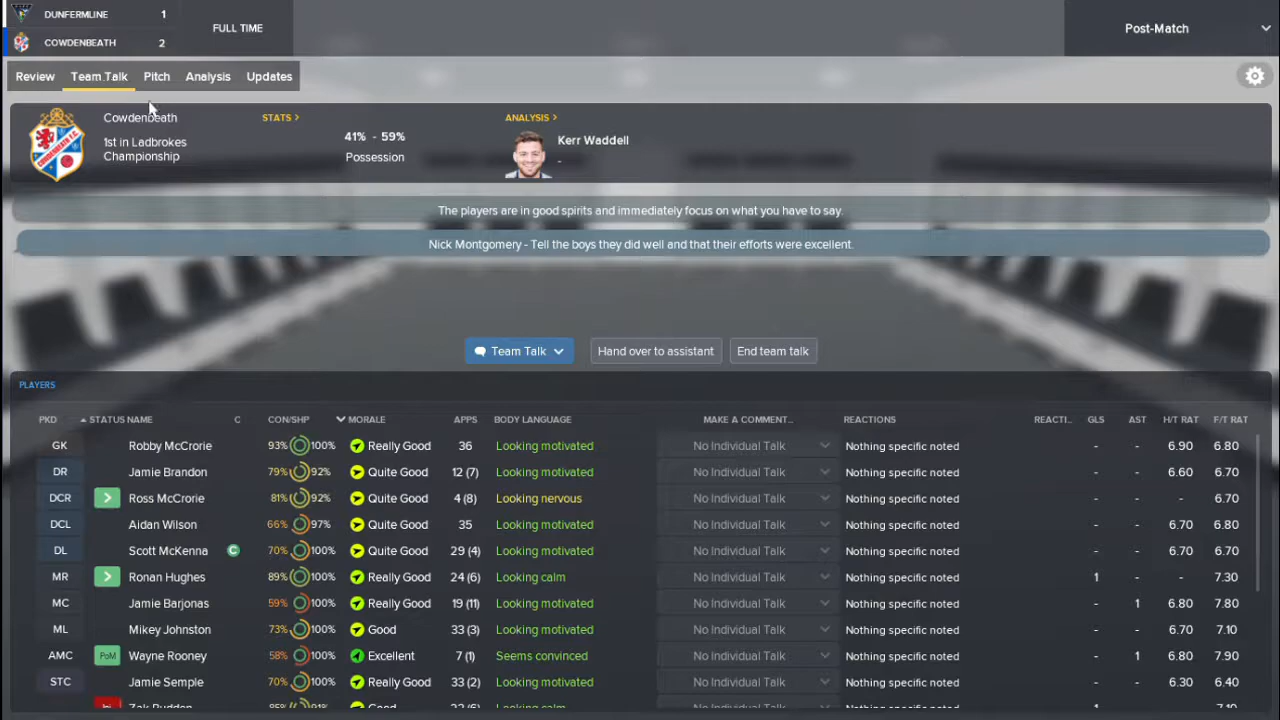 DUNFERMLINE 1
COWDENBEATH 2
FULL TIME
Post-Match
Review Team Talk Pitch Analysis Updates
Cowdenbeath
1st in Ladbrokes
Championship
STATS >
41% - 59%
Possession
ANALYSIS >
Kerr Waddell
-
The players are in good spirits and immediately focus on what you have to say.
Nick Montgomery - Tell the boys they did well and that their efforts were excellent.
Team Talk Hand over to assistant End team talk
PLAYERS
PKD STATUS NAME C CON/SHP MORALE APPS BODY LANGUAGE MAKE A COMMENT... REACTIONS REACTI... GLS AST H/T RAT F/T RAT
GK Robby McCrorie 93% 100% Really Good 36 Looking motivated No Individual Talk Nothing specific noted - - 6.90 6.80
DR Jamie Brandon 79% 92% Quite Good 12 (7) Looking motivated No Individual Talk Nothing specific noted - - 6.60 6.70
DCR Ross McCrorie 81% 92% Quite Good 4 (8) Looking nervous No Individual Talk Nothing specific noted - - - 6.70
DCL Aidan Wilson 66% 97% Quite Good 35 Looking motivated No Individual Talk Nothing specific noted - - 6.70 6.80
DL Scott McKenna C 70% 100% Quite Good 29 (4) Looking motivated No Individual Talk Nothing specific noted - - 6.70 6.70
MR Ronan Hughes 89% 100% Really Good 24 (6) Looking calm No Individual Talk Nothing specific noted 1 - - 7.30
MC Jamie Barjonas 59% 100% Really Good 19 (11) Looking motivated No Individual Talk Nothing specific noted - 1 6.80 7.80
ML Mikey Johnston 73% 100% Good 33 (3) Looking motivated No Individual Talk Nothing specific noted - - 6.70 7.10
AMC PoM Wayne Rooney 58% 100% Excellent 7 (1) Seems convinced No Individual Talk Nothing specific noted - 1 6.80 7.90
STC Jamie Semple 70% 100% Really Good 33 (2) Looking motivated No Individual Talk Nothing specific noted - - 6.30 6.40